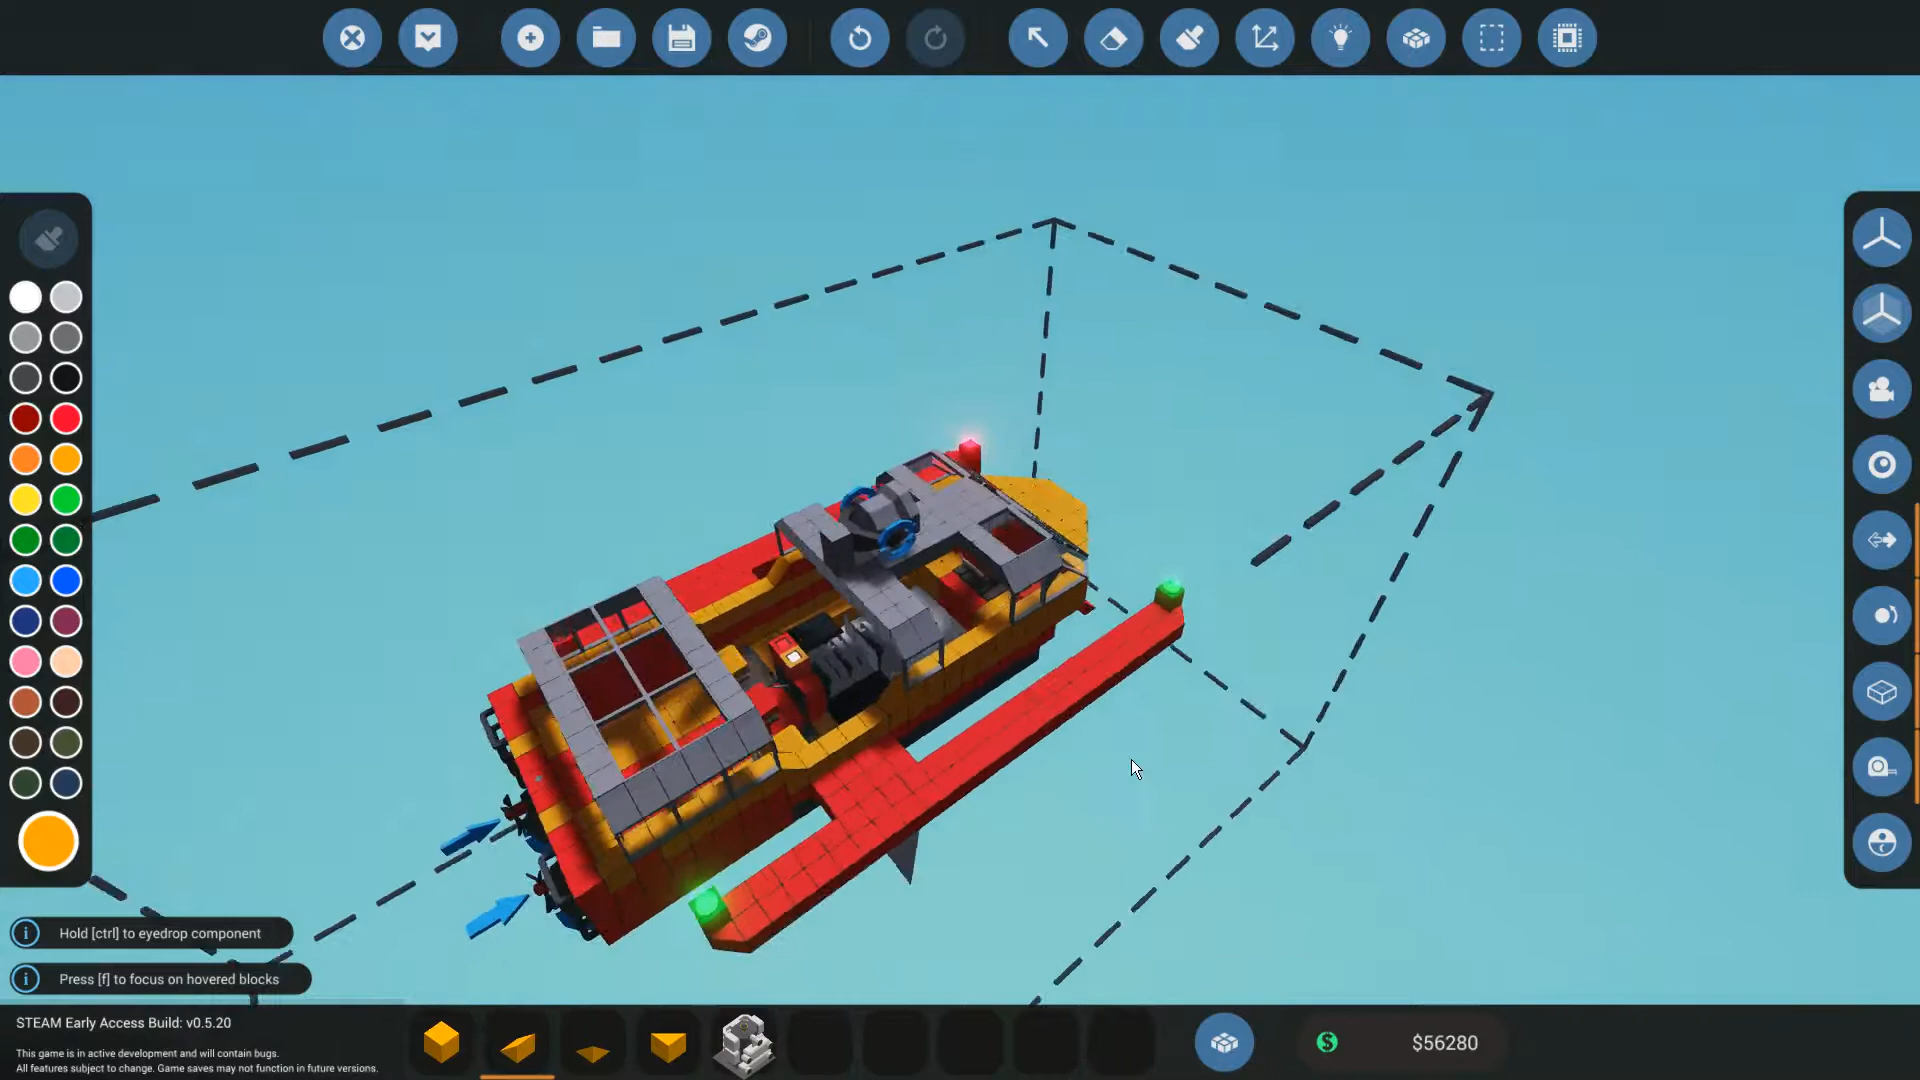 Hold [ctrl] to eyedrop component
Press [f] to focus on hovered blocks
STEAM Early Access Build: v0.5.20
This game is in active development and will contain bugs.
All features subject to change. Game saves may not function in future versions.
$56280